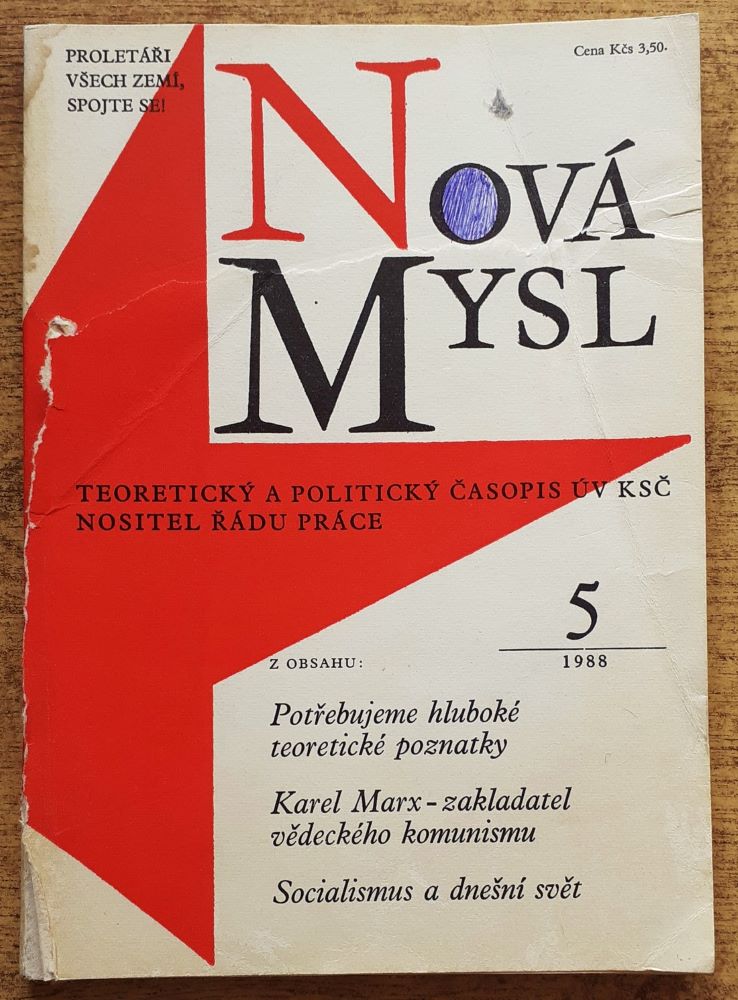 PROLETÁŘI
VŠECH ZEMÍ,
SPOJTE SE!
Cena Kčs 3,50.
NOVÁ
MYSL
TEORETICKÝ A POLITICKÝ ČASOPIS ÚV KSČ
NOSITEL ŘÁDU PRÁCE
5
1988
Z OBSAHU:
Potřebujeme hluboké
teoretické poznatky
Karel Marx - zakladatel
vědeckého komunismu
Socialismus a dnešní svět